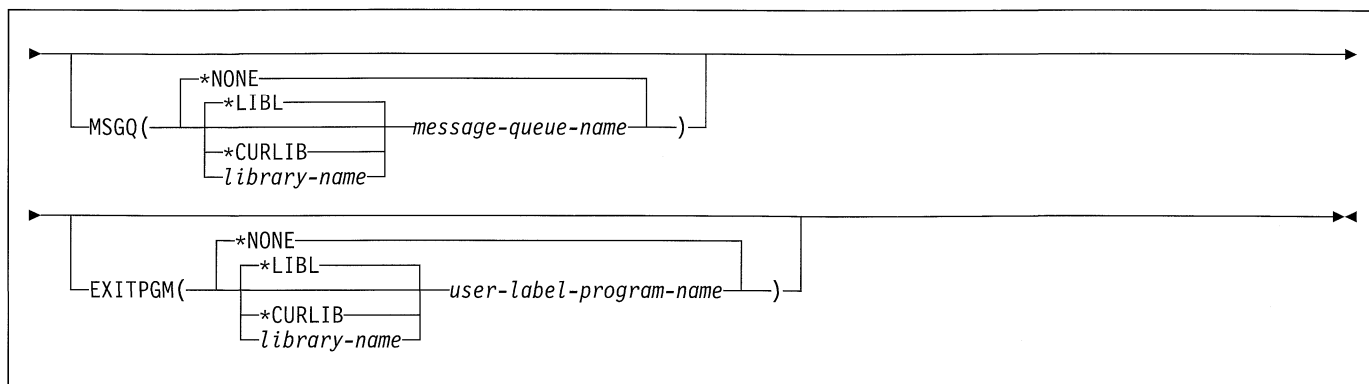 *NONE
*LIBL
MSGQ( message-queue-name )
*CURLIB
library-name
*NONE
*LIBL
EXITPGM( user-label-program-name )
*CURLIB
library-name